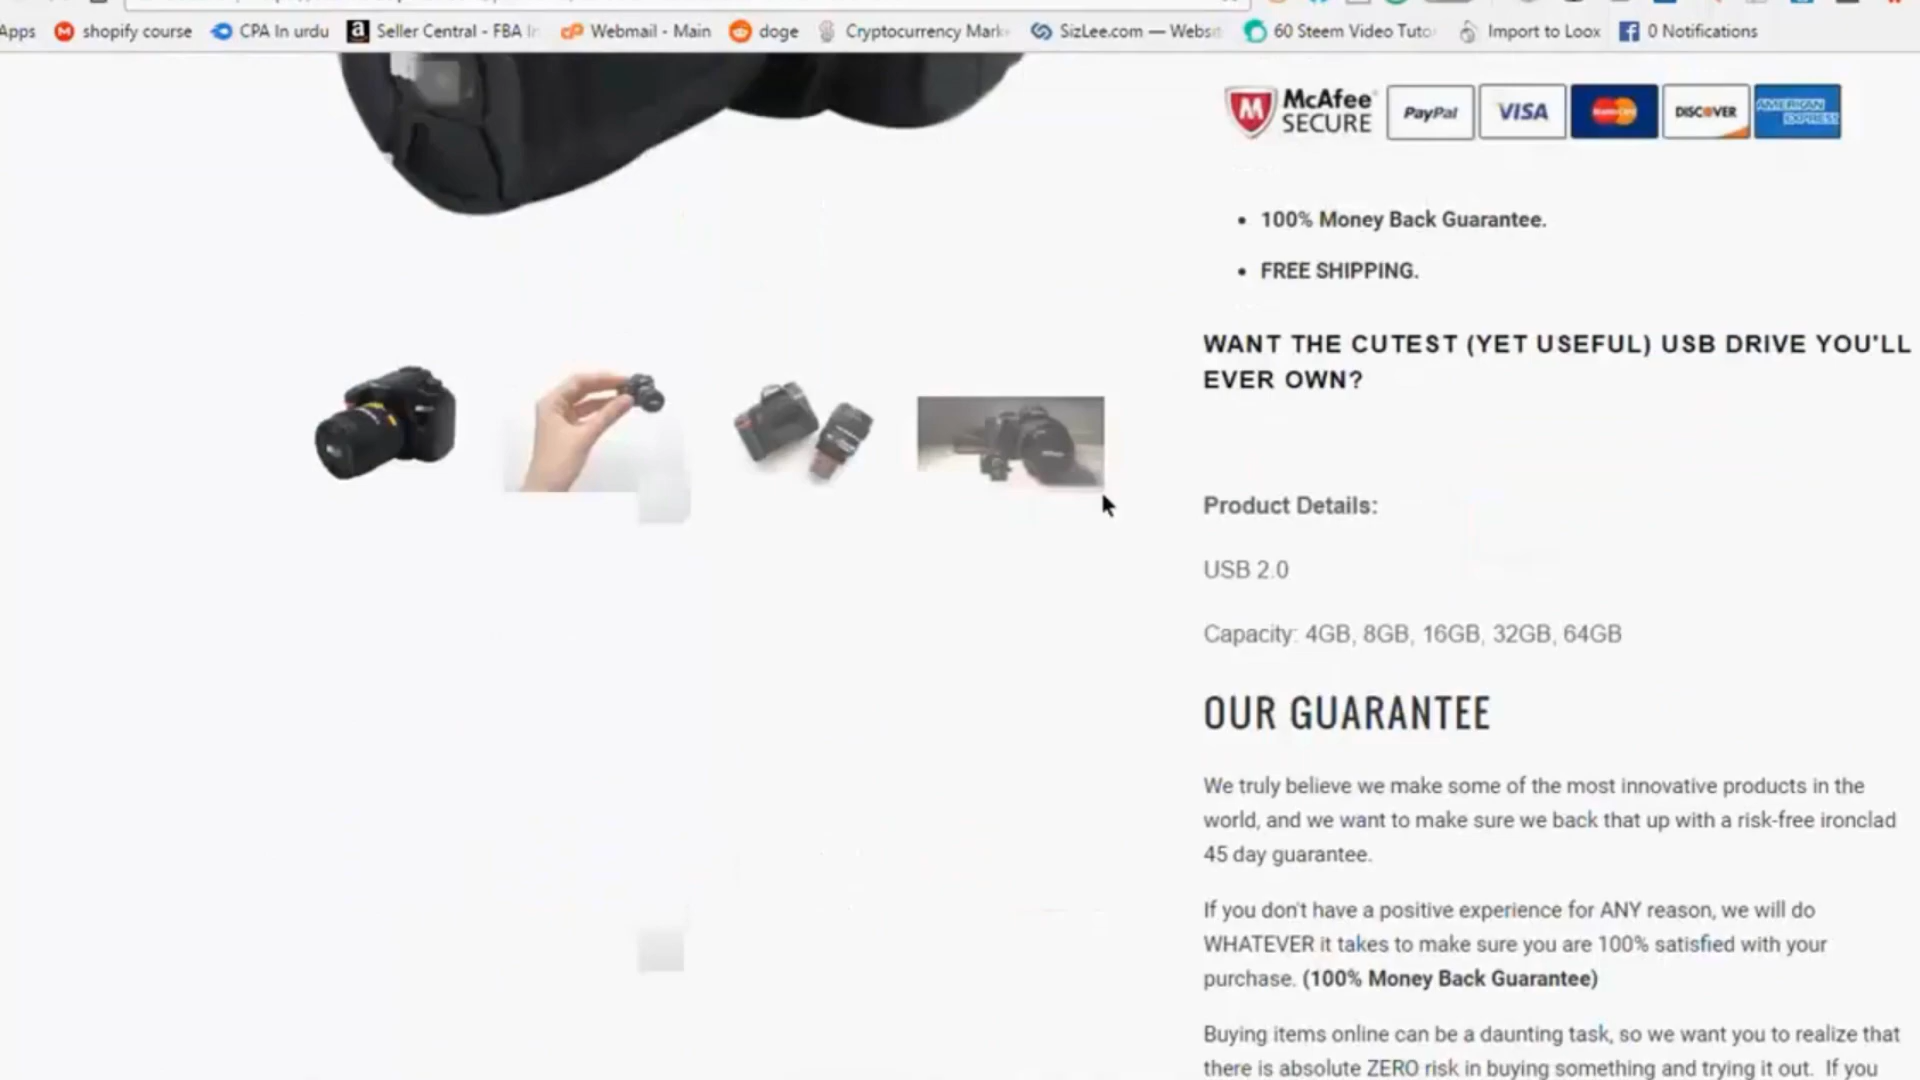 Apps shopify course CPA In urdu Seller Central - FBA Webmail - Main doge Cryptocurrency Mark SizLee.com — Webs 60 Steem Video Tuto Import to Loox 0 Notifications
McAfee SECURE PayPal VISA MasterCard DISCOVER AMERICAN EXPRESS
• 100% Money Back Guarantee.
• FREE SHIPPING.
WANT THE CUTEST (YET USEFUL) USB DRIVE YOU'LL
EVER OWN?
Product Details:
USB 2.0
Capacity: 4GB, 8GB, 16GB, 32GB, 64GB
OUR GUARANTEE
We truly believe we make some of the most innovative products in the
world, and we want to make sure we back that up with a risk-free ironclad
45 day guarantee.
If you don't have a positive experience for ANY reason, we will do
WHATEVER it takes to make sure you are 100% satisfied with your
purchase. (100% Money Back Guarantee)
Buying items online can be a daunting task, so we want you to realize that
there is absolute ZERO risk in buying something and trying it out. If you